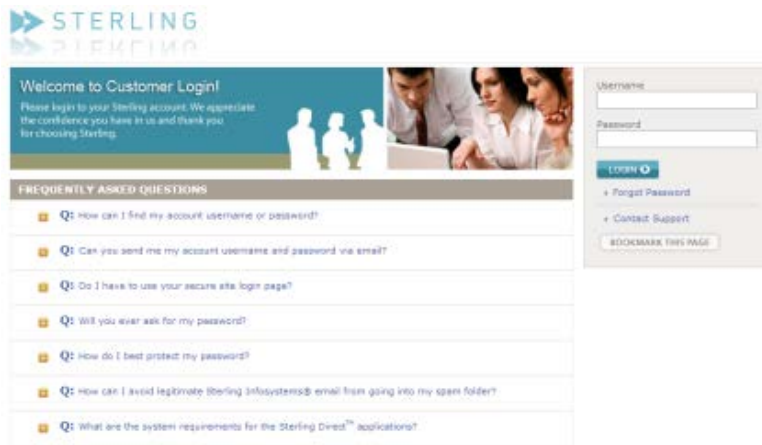 STERLING
Welcome to Customer Login!
Please login to your Sterling account. We appreciate
the confidence you have in us and thank you
for choosing Sterling.
Username
Password
LOGIN
Forgot Password
Contact Support
BOOKMARK THIS PAGE
FREQUENTLY ASKED QUESTIONS
Q: How can I find my account username or password?
Q: Can you send me my account username and password via email?
Q: Do I have to use your secure site login page?
Q: Will you ever ask for my password?
Q: How do I best protect my password?
Q: How can I avoid legitimate Sterling Infosystems® email from going into my spam folder?
Q: What are the system requirements for the Sterling Direct™ applications?